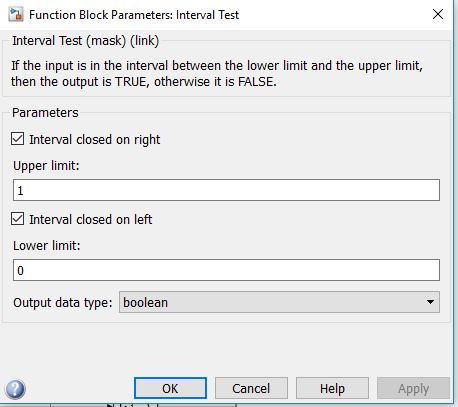 Function Block Parameters: Interval Test
Interval Test (mask) (link)
If the input is in the interval between the lower limit and the upper limit,
then the output is TRUE, otherwise it is FALSE.
Parameters
Interval closed on right
Upper limit:
1
Interval closed on left
Lower limit:
0
Output data type: boolean
OK Cancel Help Apply